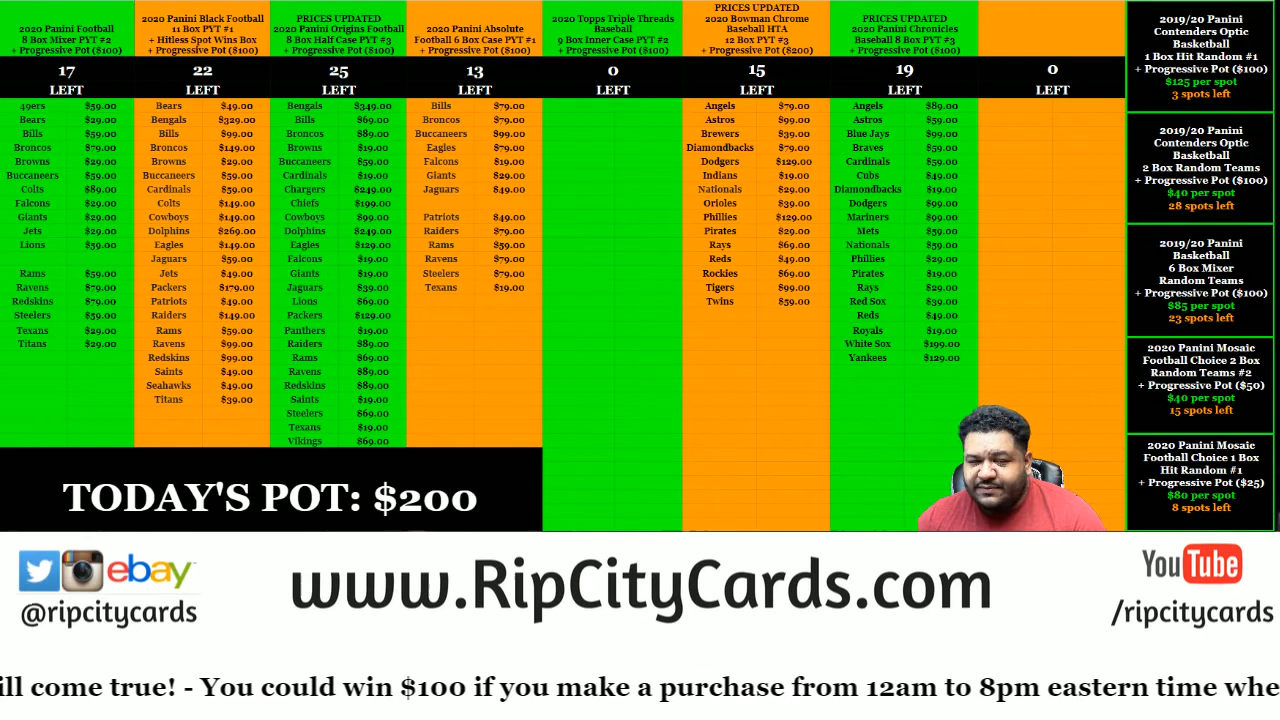 2020 Panini Football
8 Box Mixer PYT #2
+ Progressive Pot ($100)
17
LEFT
49ers $59.00
Bears $29.00
Bills $59.00
Broncos $79.00
Browns $29.00
Buccaneers $59.00
Colts $89.00
Falcons $29.00
Giants $29.00
Jets $29.00
Lions $59.00
Rams $59.00
Ravens $79.00
Redskins $79.00
Steelers $59.00
Texans $29.00
Titans $29.00
2020 Panini Black Football
11 Box PYT #1
+ Hitless Spot Wins Box
+ Progressive Pot ($100)
22
LEFT
Bears $49.00
Bengals $329.00
Bills $99.00
Broncos $149.00
Browns $29.00
Buccaneers $59.00
Cardinals $59.00
Colts $149.00
Cowboys $149.00
Dolphins $269.00
Eagles $149.00
Jaguars $59.00
Jets $49.00
Packers $179.00
Patriots $49.00
Raiders $149.00
Rams $59.00
Ravens $99.00
Redskins $99.00
Saints $49.00
Seahawks $49.00
Titans $39.00
PRICES UPDATED
2020 Panini Origins Football
8 Box Half Case PYT #3
+ Progressive Pot ($100)
25
LEFT
Bengals $349.00
Bills $69.00
Broncos $89.00
Browns $19.00
Buccaneers $59.00
Cardinals $19.00
Chargers $249.00
Chiefs $199.00
Cowboys $99.00
Dolphins $249.00
Eagles $129.00
Falcons $19.00
Giants $19.00
Jaguars $39.00
Lions $69.00
Packers $129.00
Panthers $19.00
Raiders $89.00
Rams $69.00
Ravens $89.00
Redskins $89.00
Saints $19.00
Steelers $69.00
Texans $19.00
Vikings $69.00
2020 Panini Absolute
Football 6 Box Case PYT #1
+ Progressive Pot ($100)
13
LEFT
Bills $79.00
Broncos $79.00
Buccaneers $99.00
Eagles $79.00
Falcons $19.00
Giants $29.00
Jaguars $49.00
Patriots $49.00
Raiders $79.00
Rams $59.00
Ravens $79.00
Steelers $79.00
Texans $19.00
2020 Topps Triple Threads
Baseball
9 Box Inner Case PYT #2
+ Progressive Pot ($100)
0
LEFT
PRICES UPDATED
2020 Bowman Chrome
Baseball HTA
12 Box PYT #3
+ Progressive Pot ($200)
15
LEFT
Angels $79.00
Astros $99.00
Brewers $39.00
Diamondbacks $79.00
Dodgers $129.00
Indians $19.00
Nationals $29.00
Orioles $39.00
Phillies $129.00
Pirates $29.00
Rays $69.00
Reds $49.00
Rockies $69.00
Tigers $99.00
Twins $59.00
PRICES UPDATED
2020 Panini Chronicles
Baseball 8 Box PYT #3
+ Progressive Pot ($100)
19
LEFT
Angels $89.00
Astros $59.00
Blue Jays $99.00
Braves $59.00
Cardinals $59.00
Cubs $49.00
Diamondbacks $19.00
Dodgers $99.00
Mariners $99.00
Mets $59.00
Nationals $59.00
Phillies $29.00
Pirates $19.00
Rays $29.00
Red Sox $39.00
Reds $49.00
Royals $19.00
White Sox $199.00
Yankees $129.00
0
LEFT
2019/20 Panini
Contenders Optic
Basketball
1 Box Hit Random #1
+ Progressive Pot ($100)
$125 per spot
3 spots left
2019/20 Panini
Contenders Optic
Basketball
2 Box Random Teams
+ Progressive Pot ($100)
$40 per spot
28 spots left
2019/20 Panini
Basketball
6 Box Mixer
Random Teams
+ Progressive Pot ($100)
$85 per spot
23 spots left
2020 Panini Mosaic
Football Choice 2 Box
Random Teams #2
+ Progressive Pot ($50)
$40 per spot
15 spots left
2020 Panini Mosaic
Football Choice 1 Box
Hit Random #1
+ Progressive Pot ($25)
$80 per spot
8 spots left
TODAY'S POT: $200
ebay
@ripcitycards
www.RipCityCards.com
YouTube
/ripcitycards
ill come true! - You could win $100 if you make a purchase from 12am to 8pm eastern time whe